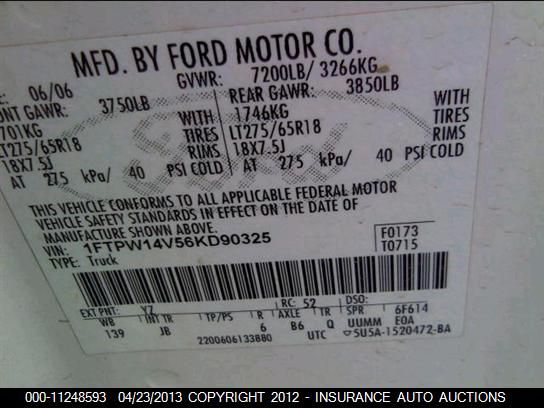 MFD. BY FORD MOTOR CO.
06/06 GVWR: 7200LB/ 3266KG
FRONT GAWR: 3750LB REAR GAWR: 3850LB
1701KG WITH 1746KG WITH
LT275/65R18 TIRES LT275/65R18 TIRES
18X7.5J RIMS 18X7.5J RIMS
AT 275 kPa/ 40 PSI COLD AT 275 kPa/ 40 PSI COLD
Ford
THIS VEHICLE CONFORMS TO ALL APPLICABLE FEDERAL MOTOR
VEHICLE SAFETY STANDARDS IN EFFECT ON THE DATE OF
MANUFACTURE SHOWN ABOVE.
VIN: 1FTPW14V56KD90325 F0173
TYPE: Truck T0715
EXT PNT: YZ RC: 52 DSO:
WB INT TR TP/PS R AXLE TR SPR 6F614
139 JB 6 B6 Q UUMM E0A
2200606133880 UTC 5U5A-1520472-BA
000-11248593 04/23/2013 COPYRIGHT 2012 - INSURANCE AUTO AUCTIONS